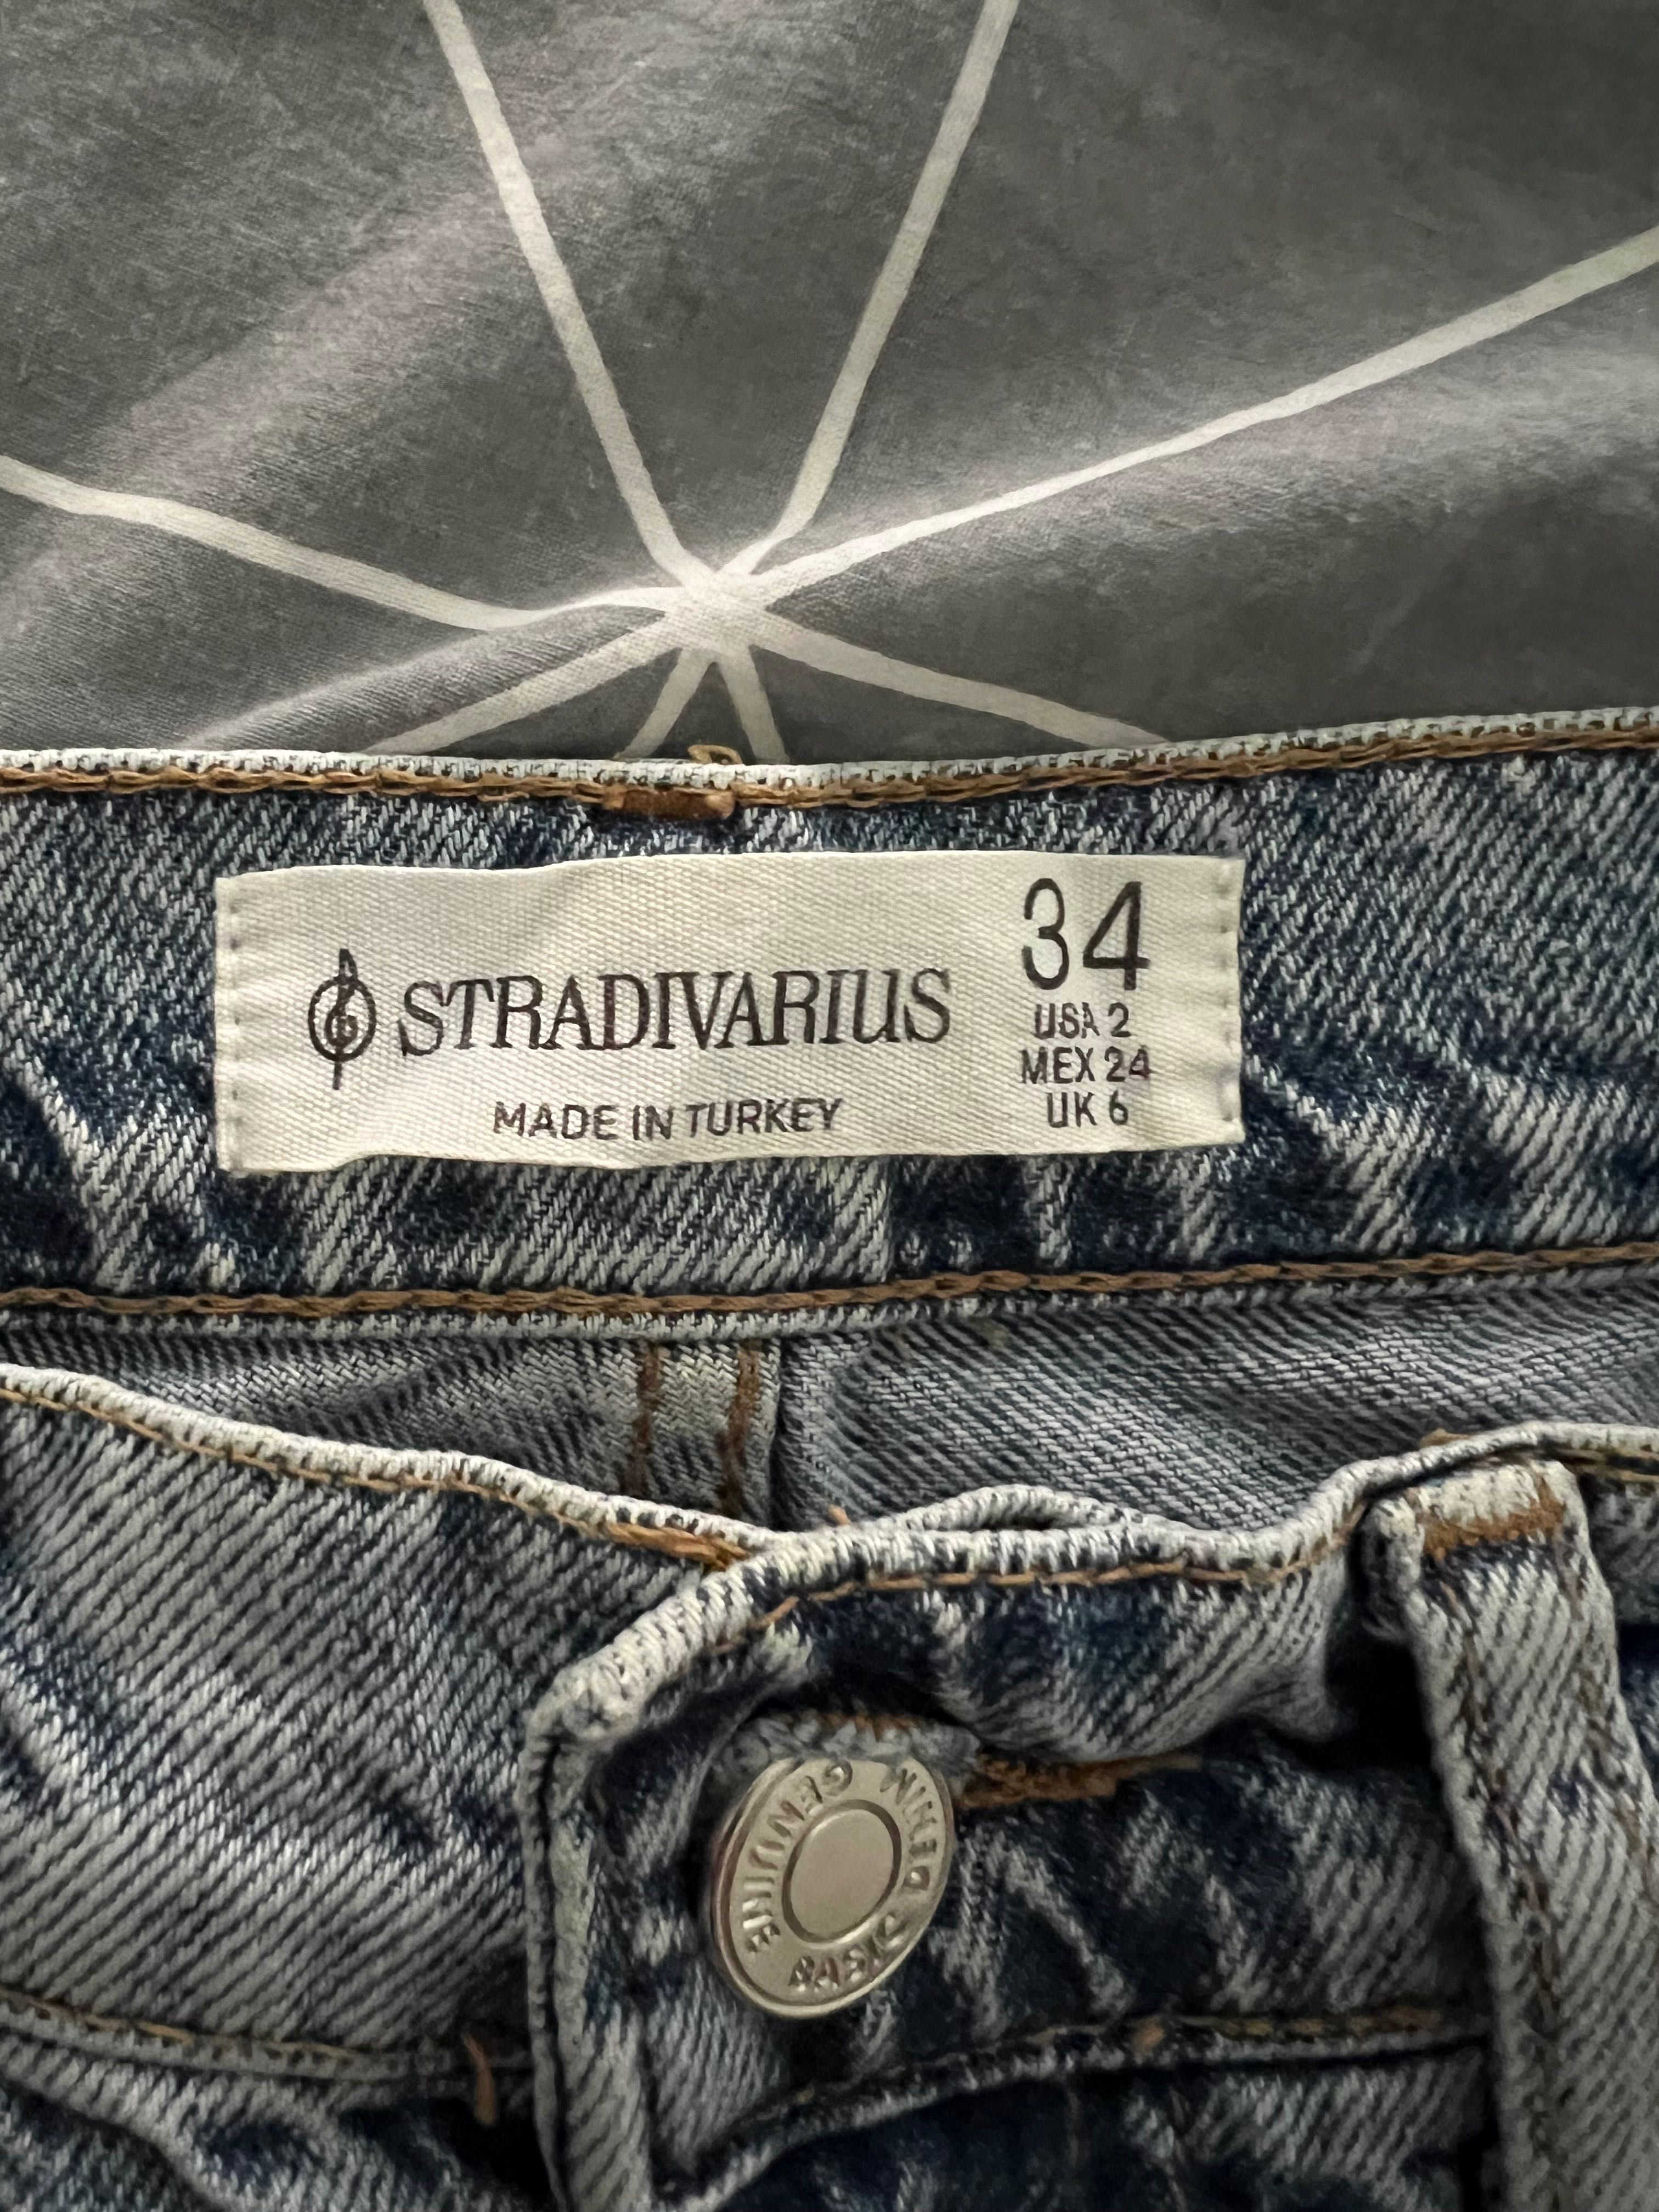 34
STRADIVARIUS
USA 2
MEX 24
UK 6
MADE IN TURKEY
GENUINE DENIM BASIC